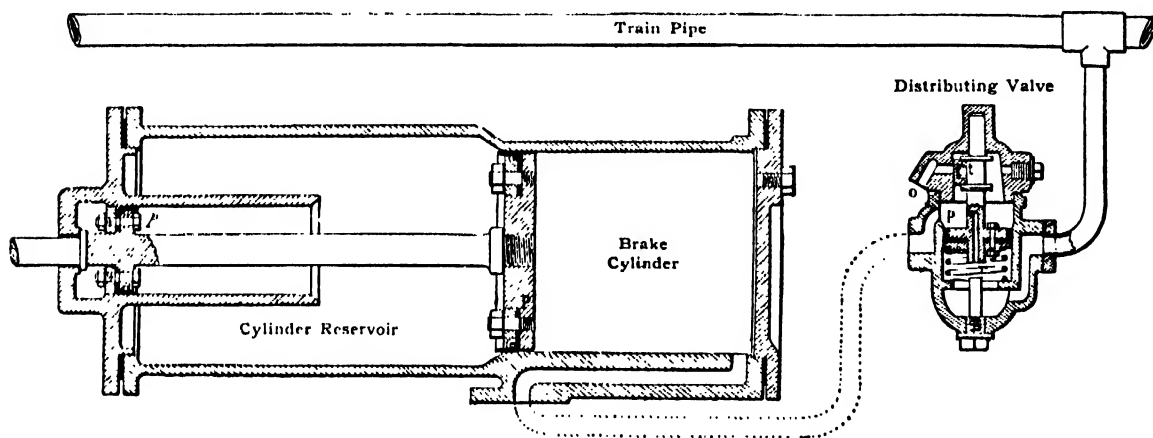 Train Pipe
Distributing Valve
o
P
p
Brake
Cylinder
P
Cylinder Reservoir